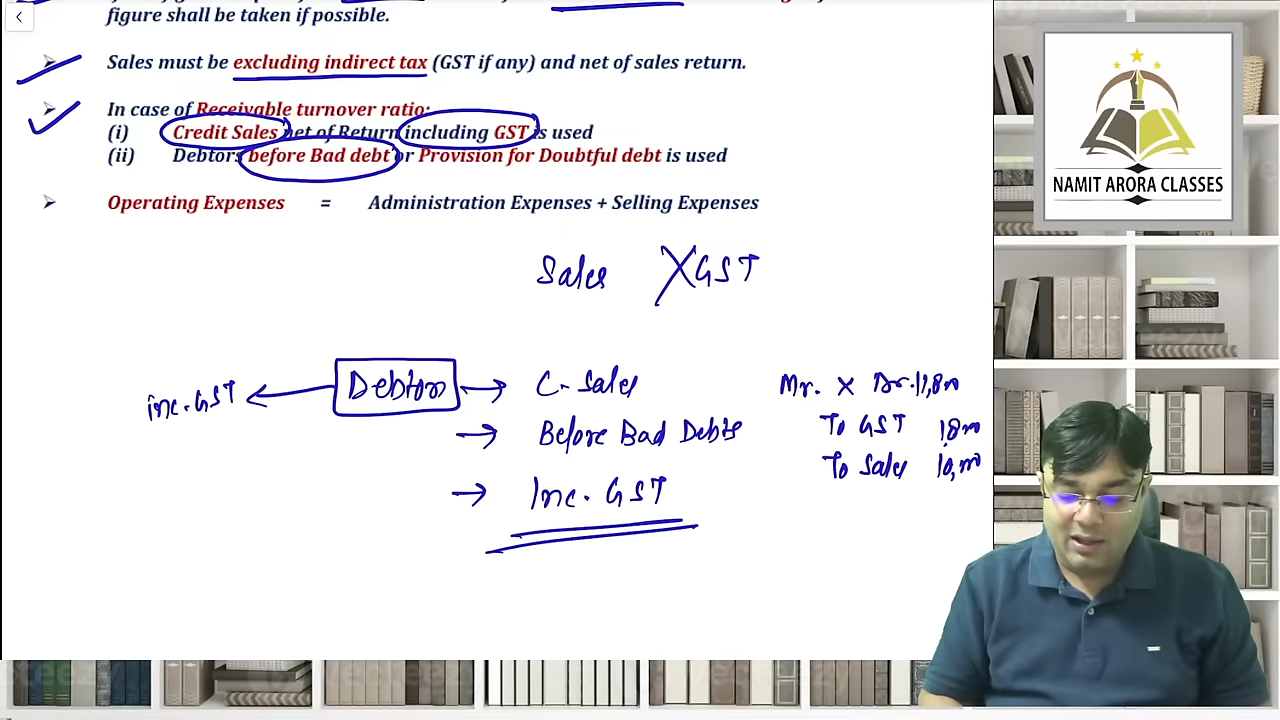 figure shall be taken if possible.
Sales must be excluding indirect tax (GST if any) and net of sales return.
In case of Receivable turnover ratio:
(i) Credit Sales net of Return including GST is used
(ii) Debtors before Bad debt or Provision for Doubtful debt is used
Operating Expenses = Administration Expenses + Selling Expenses
NAMIT ARORA CLASSES
Sales XGST
inc.GST
Debtors
C-Sales
Before Bad Debts
Inc. GST
Mr. X Dr. 11,800
To GST 1800
To Sales 10,000